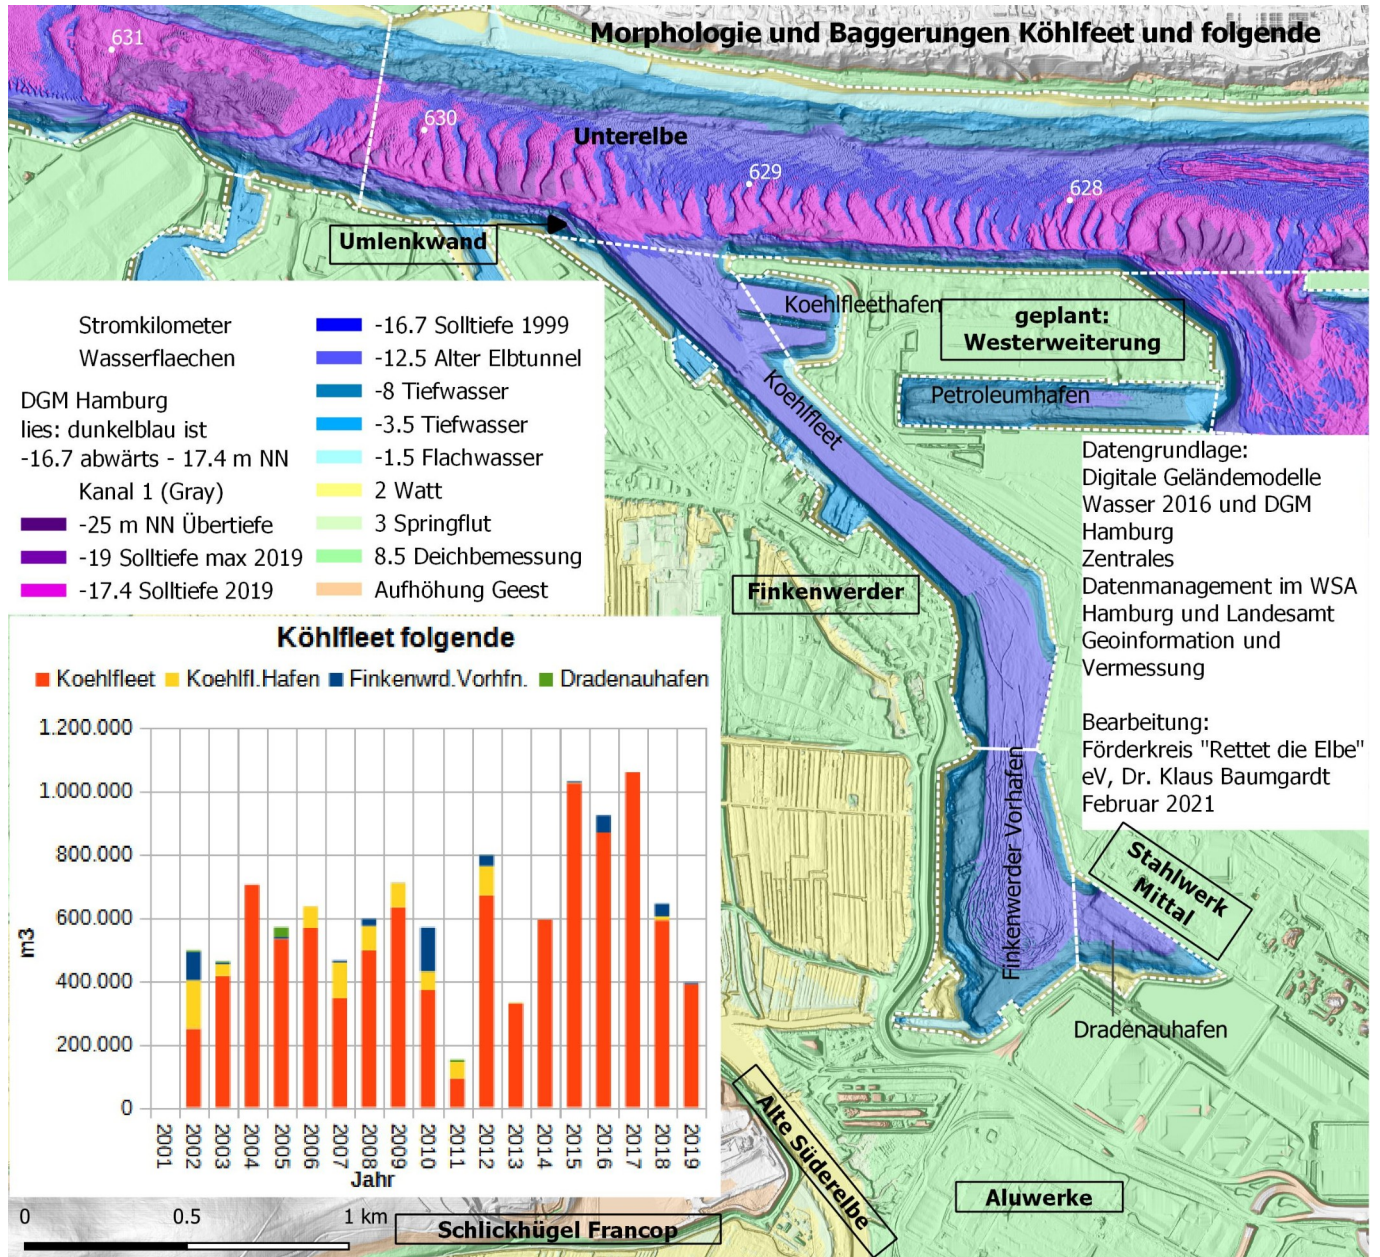 Morphologie und Baggerungen Köhlfeet und folgende
631
630
Unterelbe
629
628
Umlenkwand
Koehlfleethafen
geplant:
Westerweiterung
Petroleumhafen
Koehlfleet
Stromkilometer
Wasserflaechen
DGM Hamburg
lies: dunkelblau ist
-16.7 abwärts - 17.4 m NN
Kanal 1 (Gray)
-25 m NN Übertiefe
-19 Solltiefe max 2019
-17.4 Solltiefe 2019
-16.7 Solltiefe 1999
-12.5 Alter Elbtunnel
-8 Tiefwasser
-3.5 Tiefwasser
-1.5 Flachwasser
2 Watt
3 Springflut
8.5 Deichbemessung
Aufhöhung Geest
Datengrundlage:
Digitale Geländemodelle
Wasser 2016 und DGM
Hamburg
Zentrales
Datenmanagement im WSA
Hamburg und Landesamt
Geoinformation und
Vermessung
Bearbeitung:
Förderkreis "Rettet die Elbe"
eV, Dr. Klaus Baumgardt
Februar 2021
Finkenwerder
Finkenwerder Vorhafen
Stahlwerk
Mittal
Dradenauhafen
Köhlfleet folgende
Koehlfleet Koehlfl.Hafen Finkenwrd.Vorhfn. Dradenauhafen
1.200.000
1.000.000
800.000
600.000
400.000
200.000
0
m3
2001 2002 2003 2004 2005 2006 2007 2008 2009 2010 2011 2012 2013 2014 2015 2016 2017 2018 2019
Jahr
Alte Süderelbe
Aluwerke
Schlickhügel Francop
0 0.5 1 km